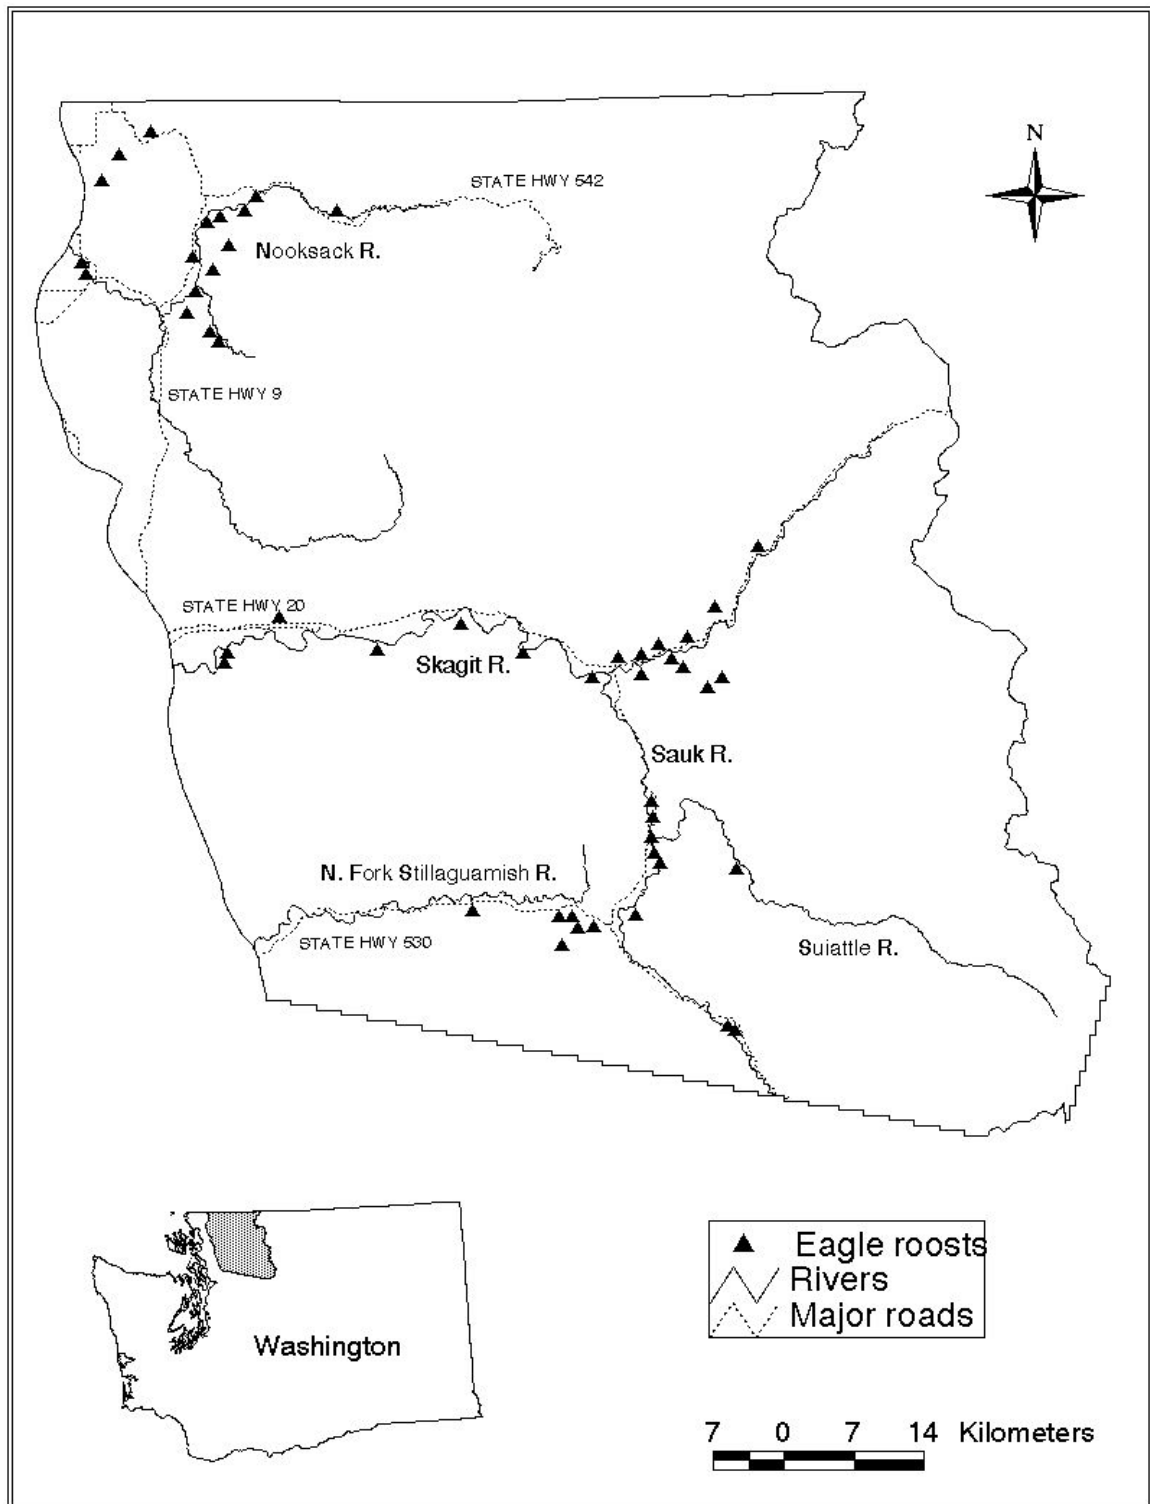 N
STATE HWY 542
Nooksack R.
STATE HWY 9
STATE HWY 20
Skagit R.
Sauk R.
N. Fork Stillaguamish R.
STATE HWY 530
Suiattle R.
Eagle roosts
Rivers
Major roads
Washington
7 0 7 14 Kilometers